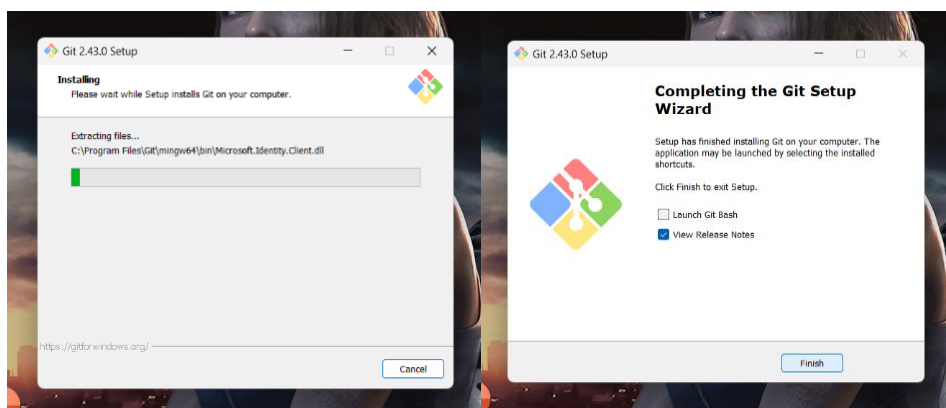 Git 2.43.0 Setup
Installing
Please wait while Setup installs Git on your computer.
Extracting files...
C:\Program Files\Git\mingw64\bin\Microsoft.Identity.Client.dll
https://gitforwindows.org/
Cancel
Git 2.43.0 Setup
Completing the Git Setup
Wizard
Setup has finished installing Git on your computer. The
application may be launched by selecting the installed
shortcuts.
Click Finish to exit Setup.
Launch Git Bash
View Release Notes
Finish